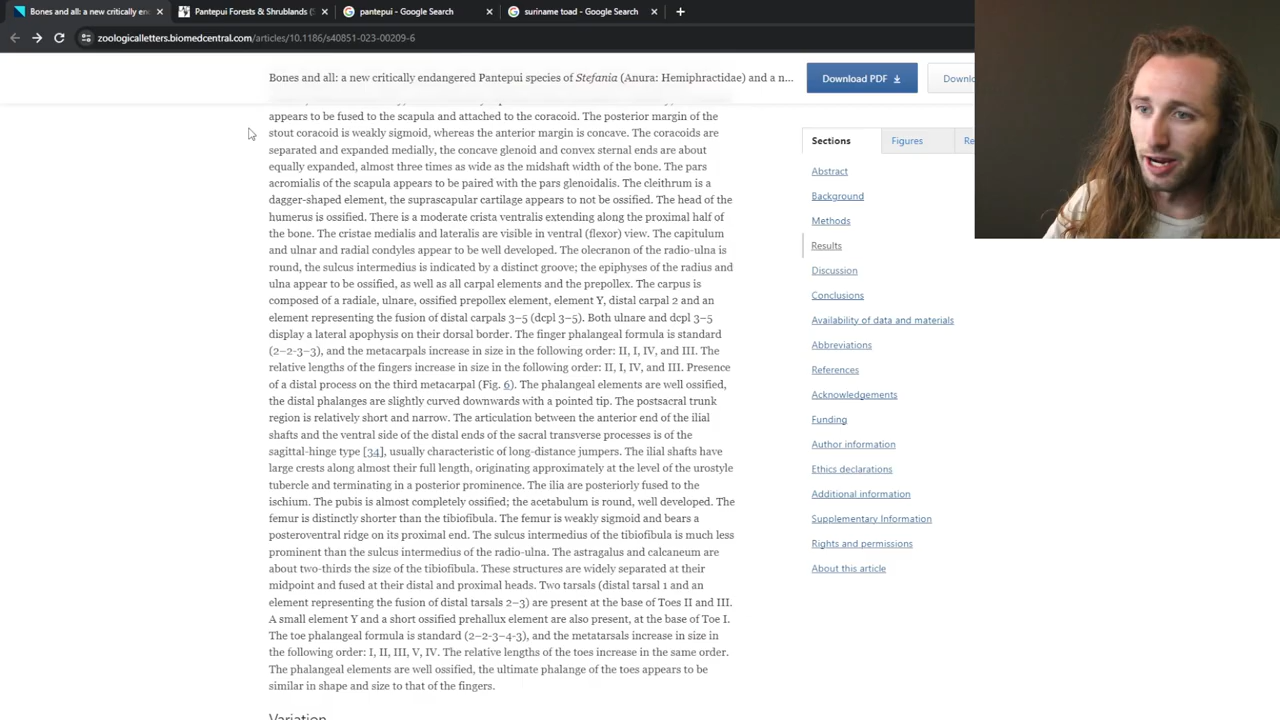 Bones and all: a new critically en
Pantepui Forests & Shrublands (
pantepui - Google Search
suriname toad - Google Search
zoologicalletters.biomedcentral.com/articles/10.1186/s40851-023-00209-6
Bones and all: a new critically endangered Pantepui species of Stefania (Anura: Hemiphractidae) and a n...
Download PDF
appears to be fused to the scapula and attached to the coracoid. The posterior margin of the
stout coracoid is weakly sigmoid, whereas the anterior margin is concave. The coracoids are
separated and expanded medially, the concave glenoid and convex sternal ends are about
equally expanded, almost three times as wide as the midshaft width of the bone. The pars
acromialis of the scapula appears to be paired with the pars glenoidalis. The cleithrum is a
dagger-shaped element, the suprascapular cartilage appears to not be ossified. The head of the
humerus is ossified. There is a moderate crista ventralis extending along the proximal half of
the bone. The cristae medialis and lateralis are visible in ventral (flexor) view. The capitulum
and ulnar and radial condyles appear to be well developed. The olecranon of the radio-ulna is
round, the sulcus intermedius is indicated by a distinct groove; the epiphyses of the radius and
ulna appear to be ossified, as well as all carpal elements and the prepollex. The carpus is
composed of a radiale, ulnare, ossified prepollex element, element Y, distal carpal 2 and an
element representing the fusion of distal carpals 3–5 (dcpl 3–5). Both ulnare and dcpl 3–5
display a lateral apophysis on their dorsal border. The finger phalangeal formula is standard
(2–2-3–3), and the metacarpals increase in size in the following order: II, I, IV, and III. The
relative lengths of the fingers increase in size in the following order: II, I, IV, and III. Presence
of a distal process on the third metacarpal (Fig. 6). The phalangeal elements are well ossified,
the distal phalanges are slightly curved downwards with a pointed tip. The postsacral trunk
region is relatively short and narrow. The articulation between the anterior end of the ilial
shafts and the ventral side of the distal ends of the sacral transverse processes is of the
sagittal-hinge type [34], usually characteristic of long-distance jumpers. The ilial shafts have
large crests along almost their full length, originating approximately at the level of the urostyle
tubercle and terminating in a posterior prominence. The ilia are posteriorly fused to the
ischium. The pubis is almost completely ossified; the acetabulum is round, well developed. The
femur is distinctly shorter than the tibiofibula. The femur is weakly sigmoid and bears a
posteroventral ridge on its proximal end. The sulcus intermedius of the tibiofibula is much less
prominent than the sulcus intermedius of the radio-ulna. The astragalus and calcaneum are
about two-thirds the size of the tibiofibula. These structures are widely separated at their
midpoint and fused at their distal and proximal heads. Two tarsals (distal tarsal 1 and an
element representing the fusion of distal tarsals 2–3) are present at the base of Toes II and III.
A small element Y and a short ossified prehallux element are also present, at the base of Toe I.
The toe phalangeal formula is standard (2–2-3–4-3), and the metatarsals increase in size in
the following order: I, II, III, V, IV. The relative lengths of the toes increase in the same order.
The phalangeal elements are well ossified, the ultimate phalange of the toes appears to be
similar in shape and size to that of the fingers.
Variation
Sections
Figures
Abstract
Background
Methods
Results
Discussion
Conclusions
Availability of data and materials
Abbreviations
References
Acknowledgements
Funding
Author information
Ethics declarations
Additional information
Supplementary Information
Rights and permissions
About this article